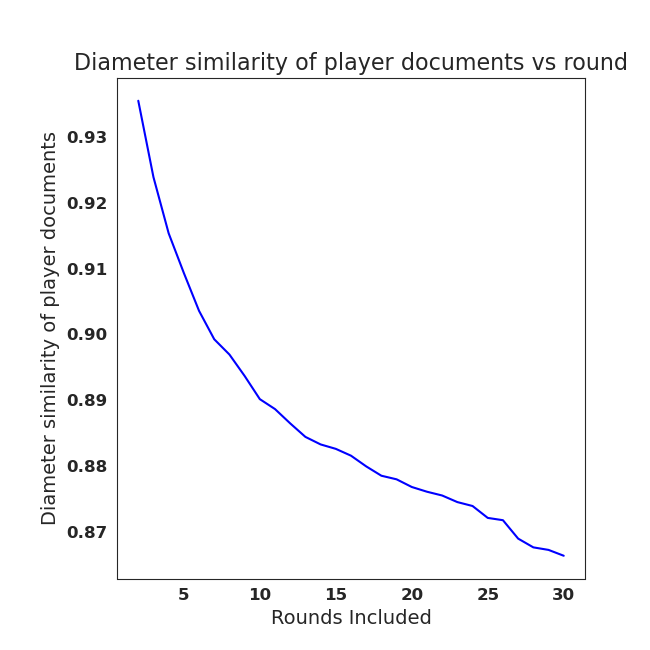 Diameter similarity of player documents vs round
Diameter similarity of player documents
0.93
0.92
0.91
0.90
0.89
0.88
0.87
5 10 15 20 25 30
Rounds Included